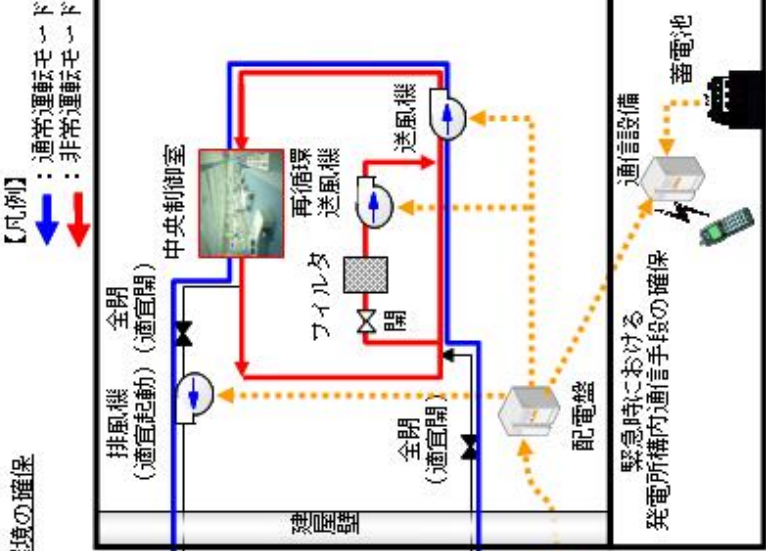 【凡例】
：通常運転モード
：非常運転モード
境の確保
排風機
（適宜起動）
全閉
（適宜開）
中央制御室
再循環
送風機
フィルタ
開
送風機
全閉
（適宜開）
建屋壁
配電盤
通信設備
蓄電池
緊急時における
発電所構内通信手段の確保